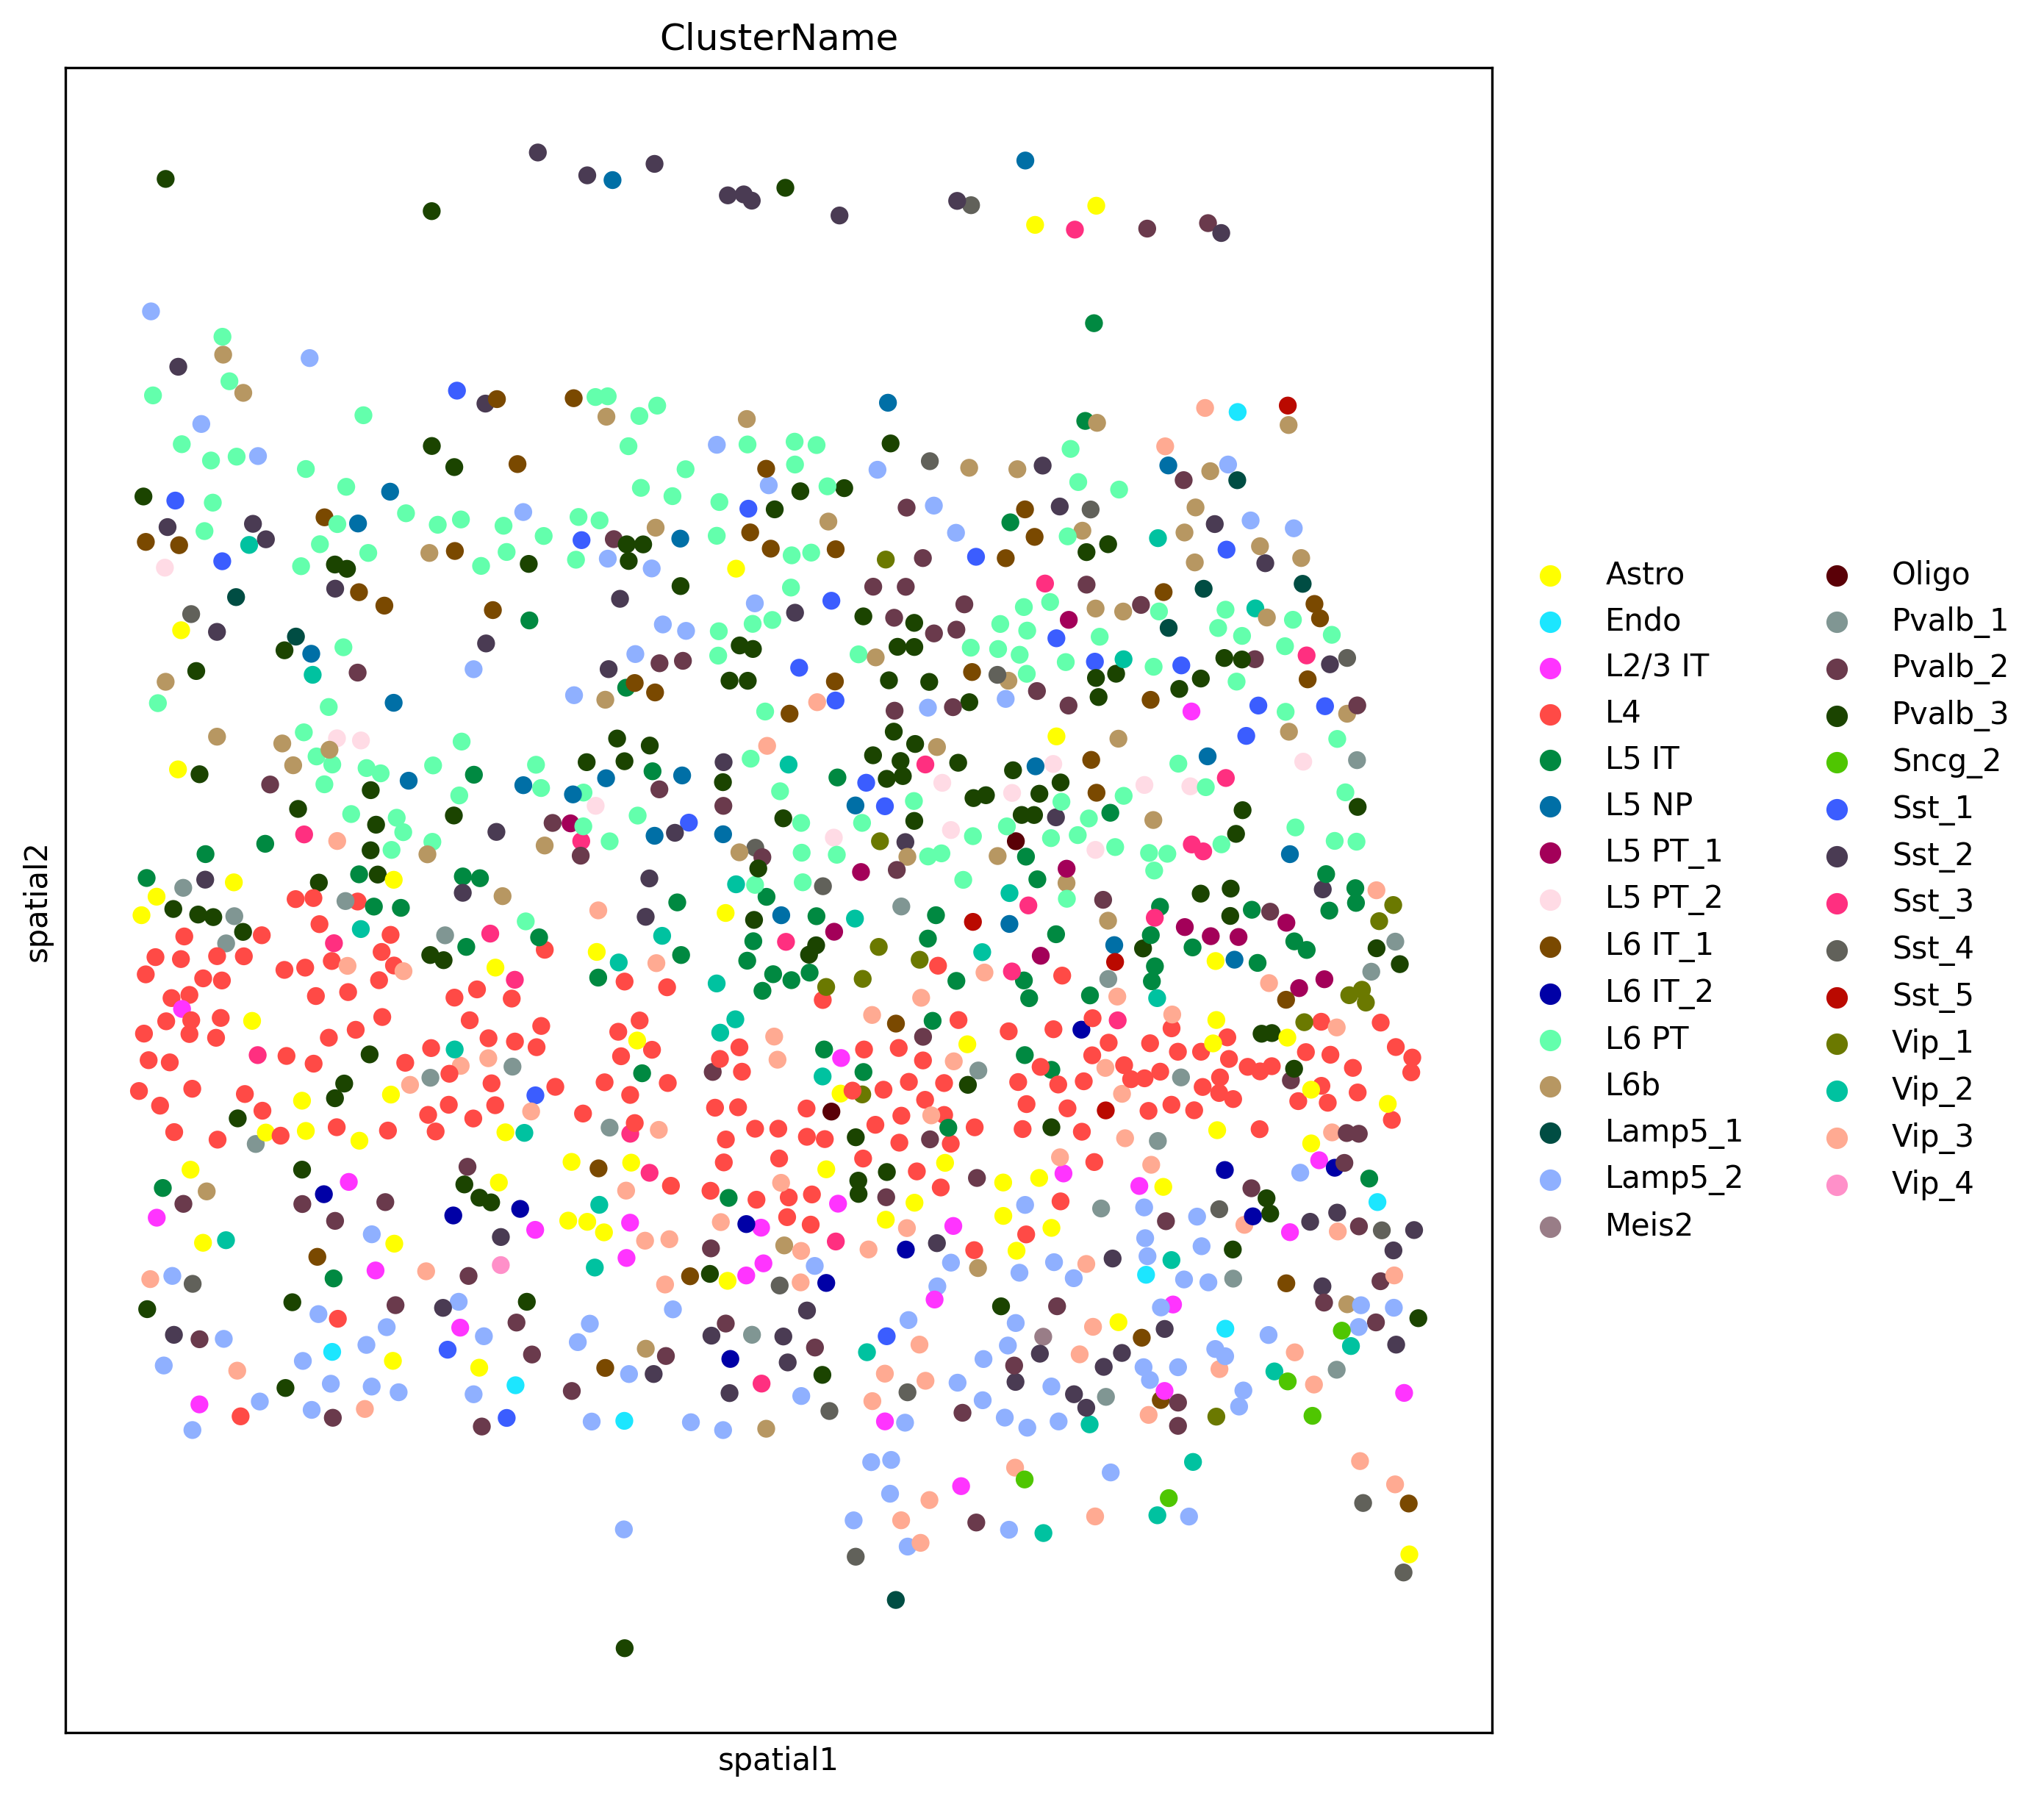 ClusterName
spatial2
spatial1
Astro
Endo
L2/3 IT
L4
L5 IT
L5 NP
L5 PT_1
L5 PT_2
L6 IT_1
L6 IT_2
L6 PT
L6b
Lamp5_1
Lamp5_2
Meis2
Oligo
Pvalb_1
Pvalb_2
Pvalb_3
Sncg_2
Sst_1
Sst_2
Sst_3
Sst_4
Sst_5
Vip_1
Vip_2
Vip_3
Vip_4